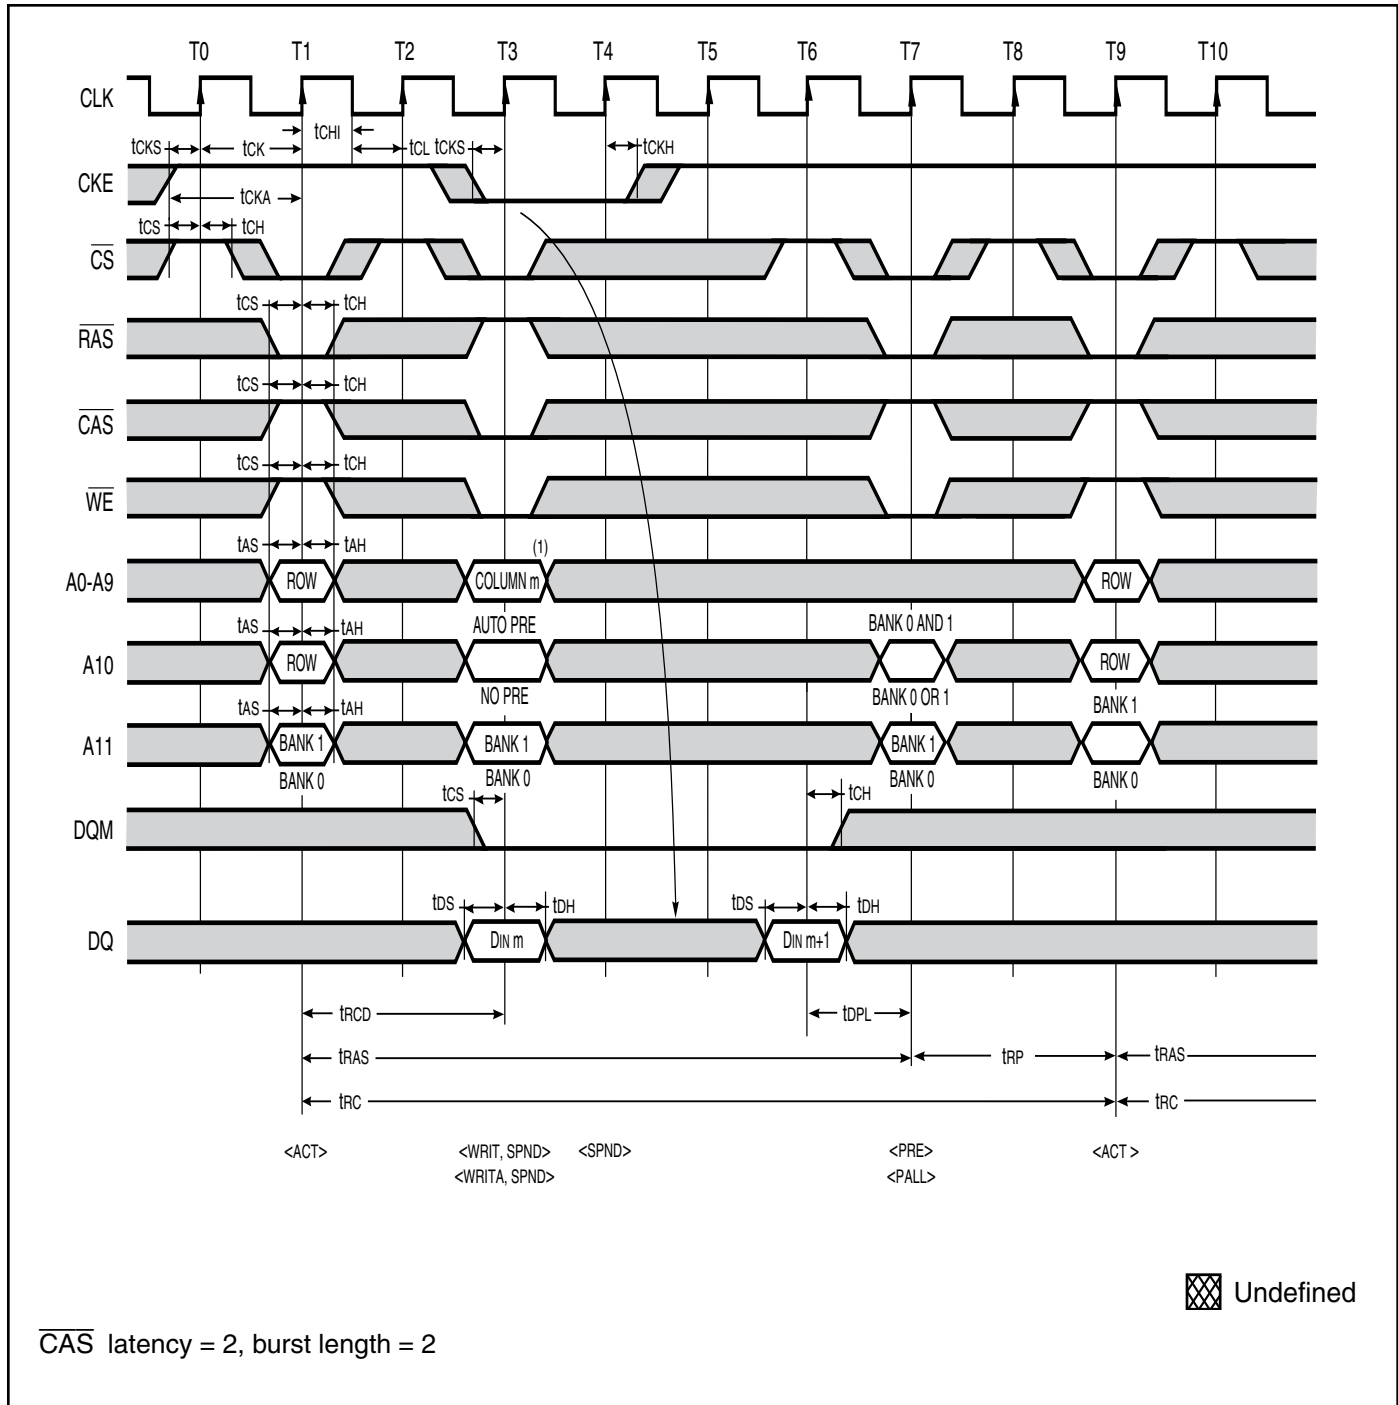 T0 T1 T2 T3 T4 T5 T6 T7 T8 T9 T10
CLK
tCHI
tCKS tCK tCL tCKS tCKH
CKE
tCKA
tCS tCH
CS
tCS tCH
RAS
tCS tCH
CAS
tCS tCH
WE
tAS tAH (1)
A0-A9 ROW COLUMN m ROW
tAS tAH AUTO PRE BANK 0 AND 1
A10 ROW ROW
NO PRE BANK 0 OR 1 BANK 1
tAS tAH
A11 BANK 1 BANK 1 BANK 1
BANK 0 BANK 0 BANK 0 BANK 0
tCS tCH
DQM
tDS tDH tDS tDH
DQ DIN m DIN m+1
tRCD tDPL
tRAS tRP tRAS
tRC tRC
<ACT> <WRIT, SPND> <SPND> <PRE> <ACT >
<WRITA, SPND> <PALL>
Undefined
CAS latency = 2, burst length = 2